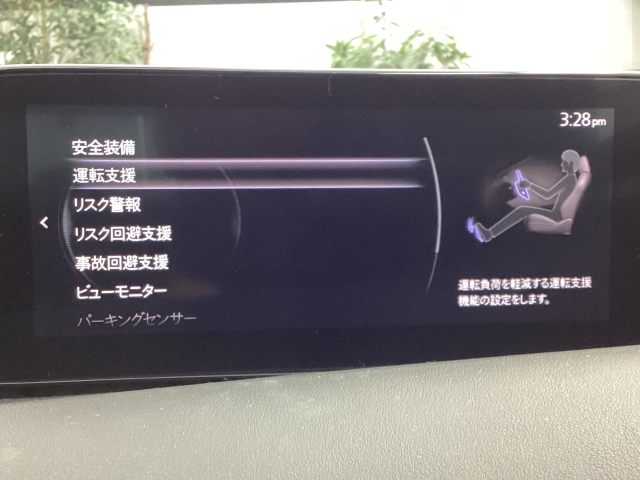 3:28pm
安全装備
運転支援
リスク警報
リスク回避支援
事故回避支援
ビューモニター
パーキングセンサー
運転負荷を軽減する運転支援
機能の設定をします。